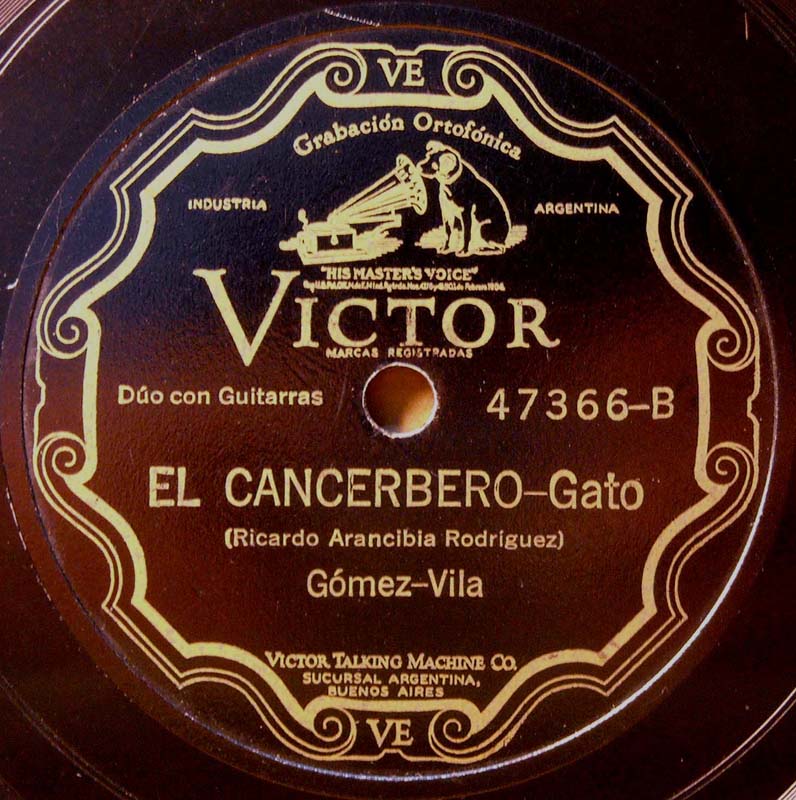 VE
Grabación Ortofónica
INDUSTRIA
ARGENTINA
"HIS MASTER'S VOICE"
VICTOR
MARCAS REGISTRADAS
Dúo con Guitarras
47366-B
EL CANCERBERO-Gato
(Ricardo Arancibia Rodríguez)
Gómez-Vila
VICTOR TALKING MACHINE CO.
SUCURSAL ARGENTINA,
BUENOS AIRES
VE